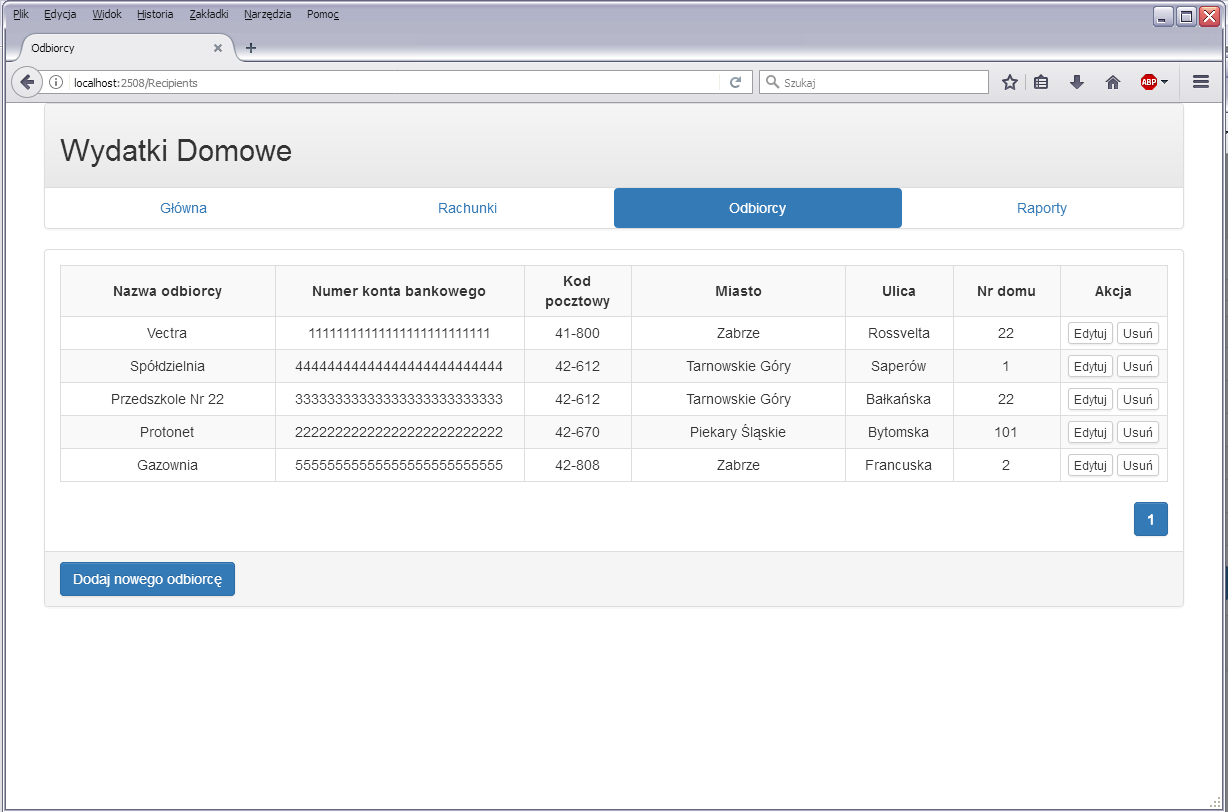 Plik Edycja Widok Historia Zakładki Narzędzia Pomoc
Odbiorcy
localhost:2508/Recipients Szukaj ABP
Wydatki Domowe
Główna Rachunki Odbiorcy Raporty
Nazwa odbiorcy Numer konta bankowego Kod pocztowy Miasto Ulica Nr domu Akcja
Vectra 11111111111111111111111111 41-800 Zabrze Rossvelta 22 Edytuj Usuń
Spółdzielnia 44444444444444444444444444 42-612 Tarnowskie Góry Saperów 1 Edytuj Usuń
Przedszkole Nr 22 33333333333333333333333333 42-612 Tarnowskie Góry Bałkańska 22 Edytuj Usuń
Protonet 22222222222222222222222222 42-670 Piekary Śląskie Bytomska 101 Edytuj Usuń
Gazownia 55555555555555555555555555 42-808 Zabrze Francuska 2 Edytuj Usuń
1
Dodaj nowego odbiorcę